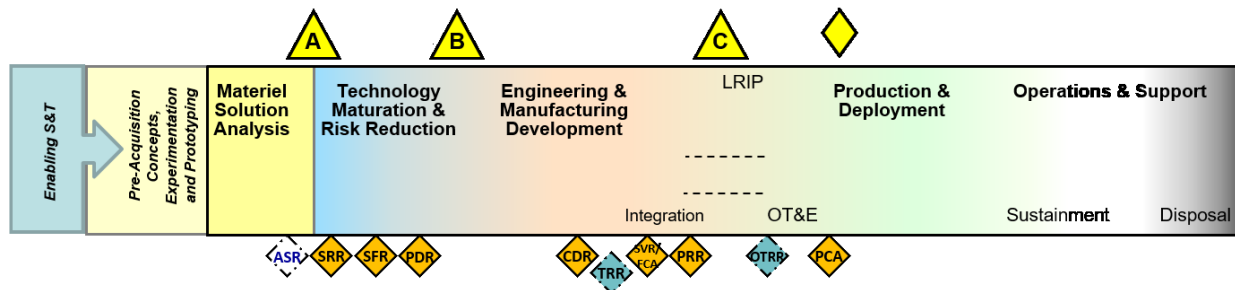 A
B
C
Enabling S&T
Pre-Acquisition
Concepts,
Experimentation
and Prototyping
Materiel
Solution
Analysis
Technology
Maturation &
Risk Reduction
Engineering &
Manufacturing
Development
LRIP
Production &
Deployment
Operations & Support
Integration
OT&E
Sustainment
Disposal
ASR
SRR
SFR
PDR
CDR
TRR
SVR/
FCA
PRR
OTRR
PCA